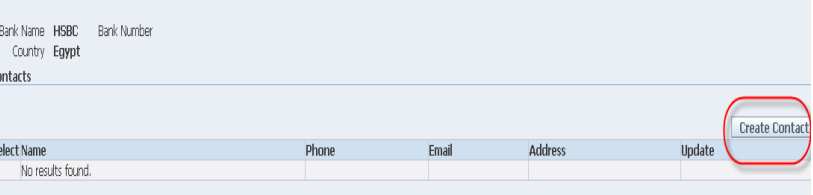 Bank Name HSBC Bank Number
Country Egypt
ontacts
Create Contact
elect Name Phone Email Address Update
No results found.